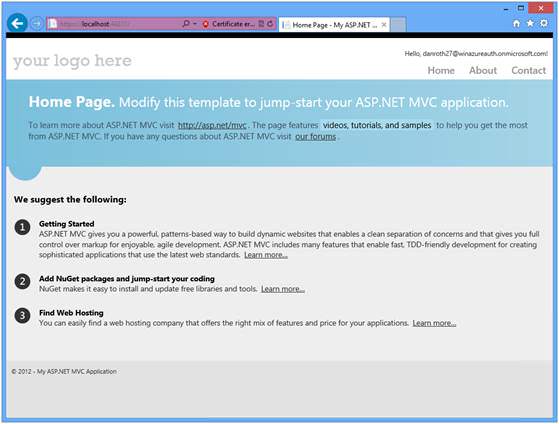 https://localhost
Certificate er...
Home Page - My ASP.NET ...
Hello, danroth27@winazureauth.onmicrosoft.com!
your logo here
Home About Contact
Home Page. Modify this template to jump-start your ASP.NET MVC application.
To learn more about ASP.NET MVC visit http://asp.net/mvc. The page features videos, tutorials, and samples to help you get the most
from ASP.NET MVC. If you have any questions about ASP.NET MVC visit our forums.
We suggest the following:
1 Getting Started
ASP.NET MVC gives you a powerful, patterns-based way to build dynamic websites that enables a clean separation of concerns and that gives you full
control over markup for enjoyable, agile development. ASP.NET MVC includes many features that enable fast, TDD-friendly development for creating
sophisticated applications that use the latest web standards. Learn more...
2 Add NuGet packages and jump-start your coding
NuGet makes it easy to install and update free libraries and tools. Learn more...
3 Find Web Hosting
You can easily find a web hosting company that offers the right mix of features and price for your applications. Learn more...
© 2012 - My ASP.NET MVC Application